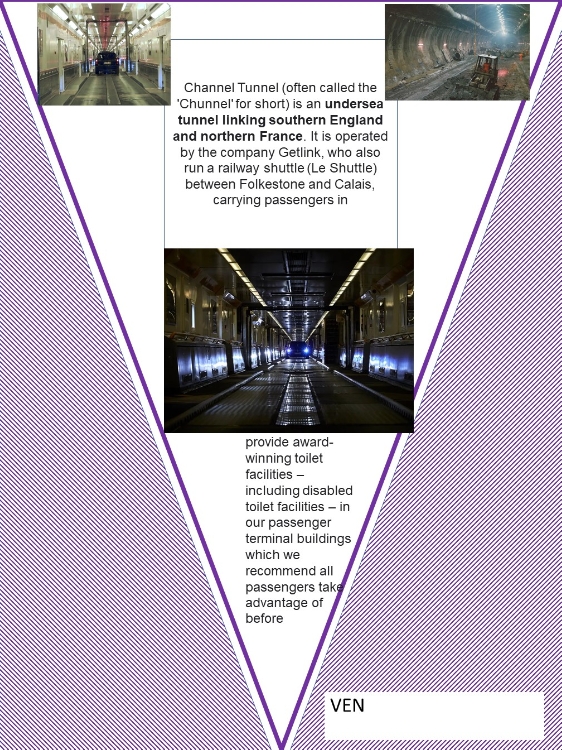 Channel Tunnel (often called the
'Chunnel' for short) is an undersea
tunnel linking southern England
and northern France. It is operated
by the company Getlink, who also
run a railway shuttle (Le Shuttle)
between Folkestone and Calais,
carrying passengers in
provide award-
winning toilet
facilities –
including disabled
toilet facilities – in
our passenger
terminal buildings
which we
recommend all
passengers take
advantage of
before
VEN